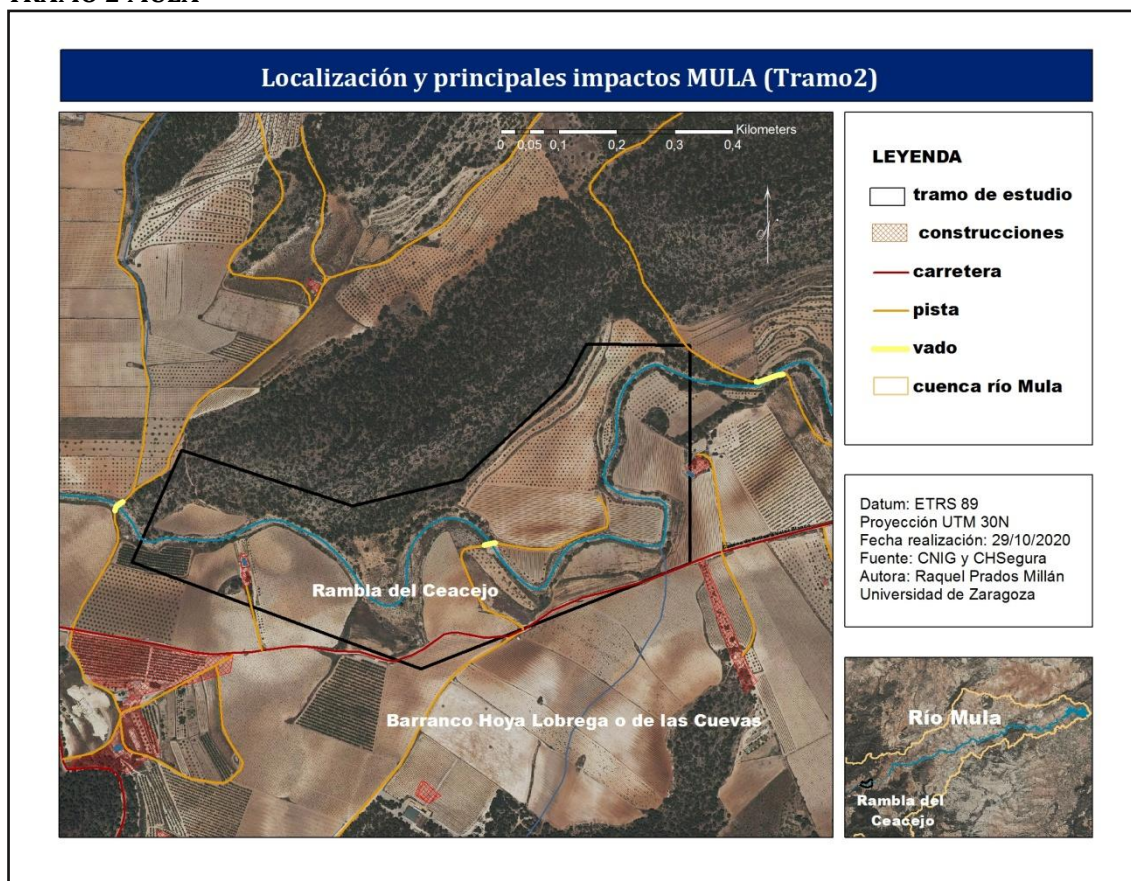 TRAMO 2 MULA
Localización y principales impactos MULA (Tramo2)
Kilometers
0 0,05 0,1 0,2 0,3 0,4
Rambla del Ceacejo
Barranco Hoya Lobrega o de las Cuevas
LEYENDA
tramo de estudio
construcciones
carretera
pista
vado
cuenca río Mula
Datum: ETRS 89
Proyección UTM 30N
Fecha realización: 29/10/2020
Fuente: CNIG y CHSegura
Autora: Raquel Prados Millán
Universidad de Zaragoza
Río Mula
Rambla del
Ceacejo